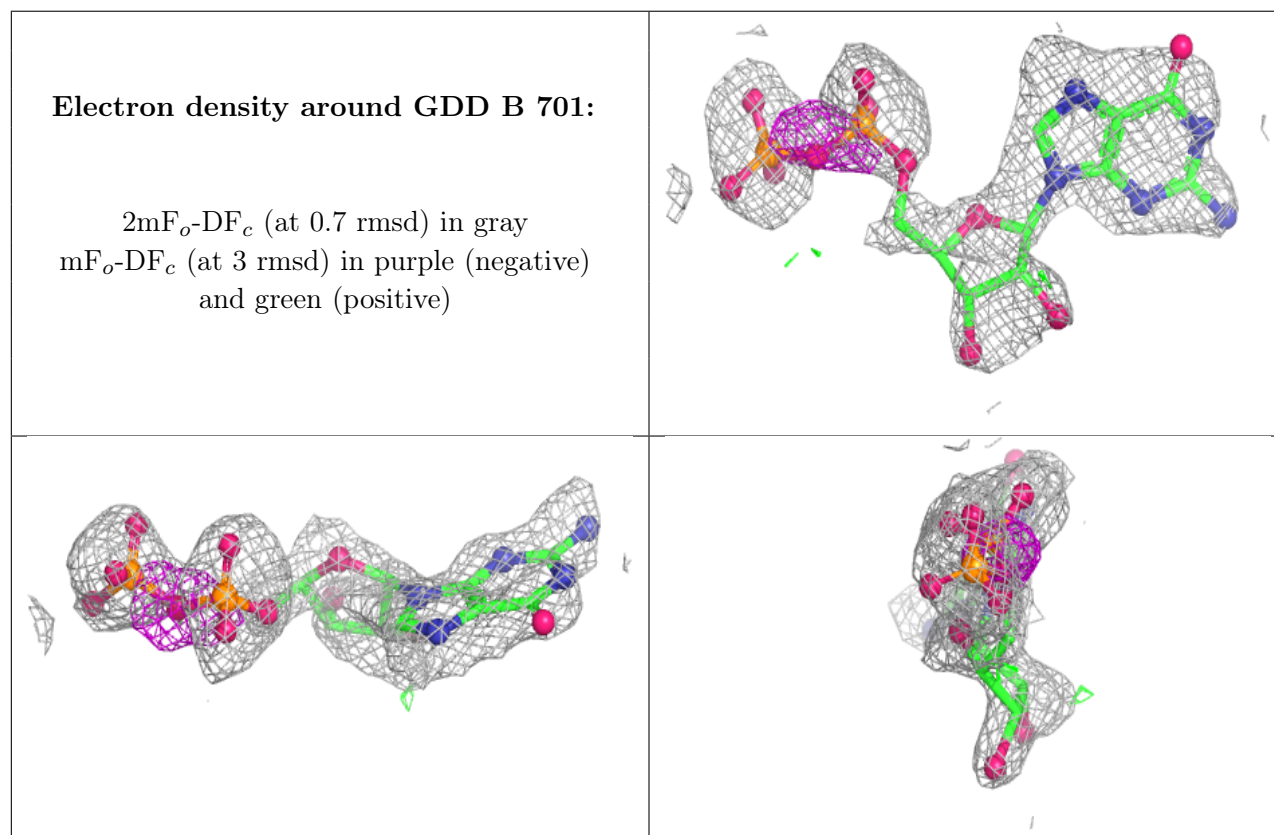 Electron density around GDD B 701:
2mFo-DFc (at 0.7 rmsd) in gray
mFo-DFc (at 3 rmsd) in purple (negative)
and green (positive)